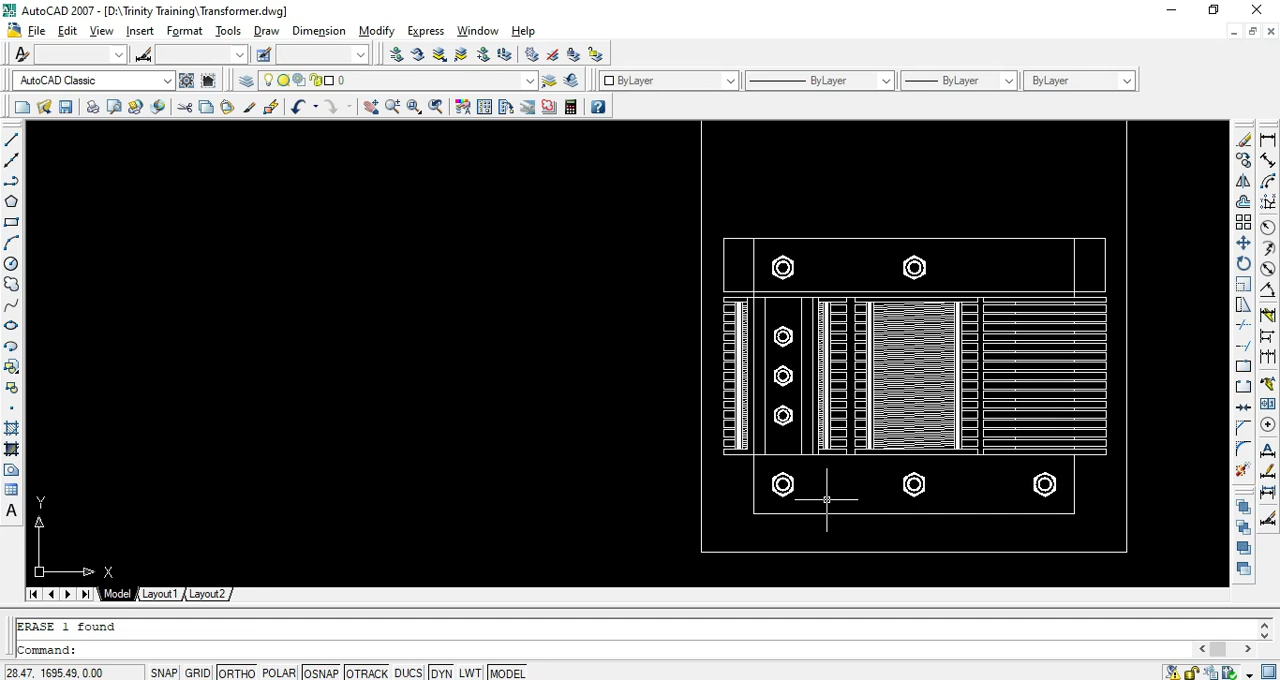 AutoCAD 2007 - [D:\Trinity Training\Transformer.dwg]
File Edit View Insert Format Tools Draw Dimension Modify Express Window Help
AutoCAD Classic 0 ByLayer ByLayer ByLayer ByLayer
Y
X
A
Model Layout1 Layout2
ERASE 1 found
Command:
28.47, 1695.49, 0.00 SNAP GRID ORTHO POLAR OSNAP OTRACK DUCS DYN LWT MODEL